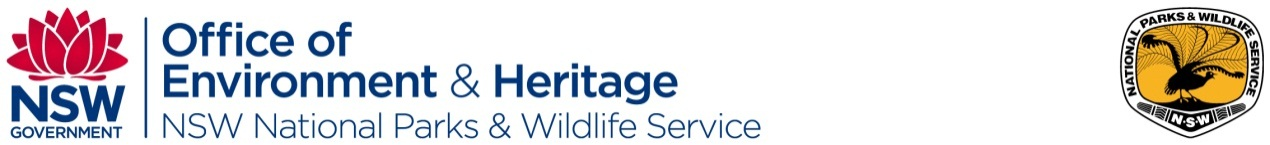 NSW
GOVERNMENT
Office of
Environment & Heritage
NSW National Parks & Wildlife Service
NATIONAL PARKS & WILDLIFE SERVICE
N·S·W